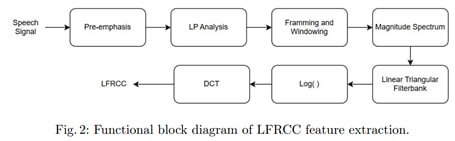 Speech
Signal
Pre-emphasis
LP Analysis
Framming and
Windowing
Magnitude Spectrum
LFRCC
DCT
Log( )
Linear Triangular
Filterbank
Fig. 2: Functional block diagram of LFRCC feature extraction.